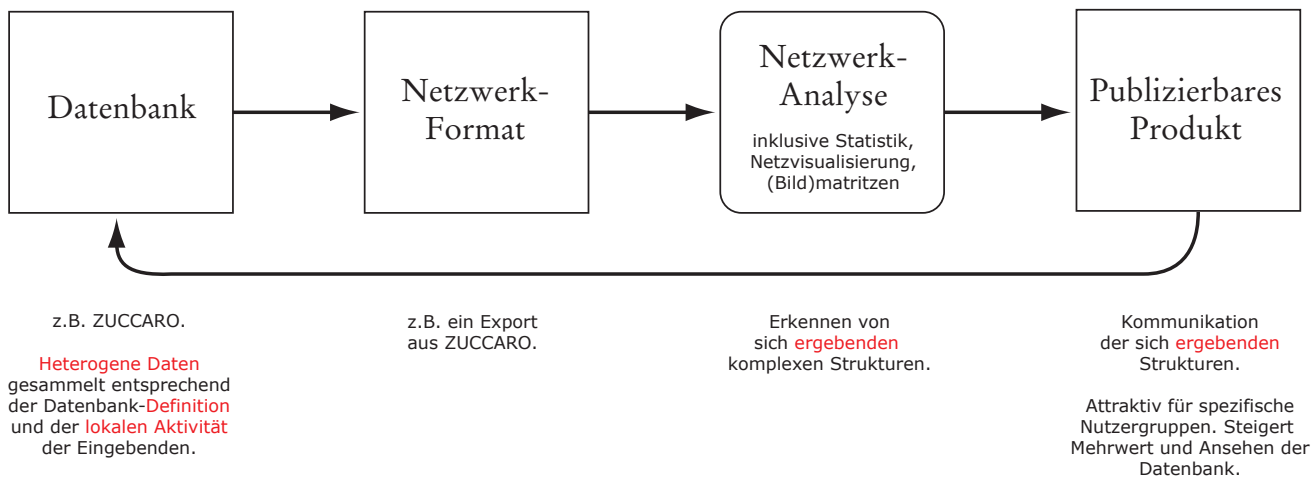 Datenbank
Netzwerk-
Format
Netzwerk-
Analyse
inklusive Statistik,
Netzvisualisierung,
(Bild)matritzen
Publizierbares
Produkt
z.B. ZUCCARO.
Heterogene Daten
gesammelt entsprechend
der Datenbank-Definition
und der lokalen Aktivität
der Eingebenden.
z.B. ein Export
aus ZUCCARO.
Erkennen von
sich ergebenden
komplexen Strukturen.
Kommunikation
der sich ergebenden
Strukturen.
Attraktiv für spezifische
Nutzergruppen. Steigert
Mehrwert und Ansehen der
Datenbank.